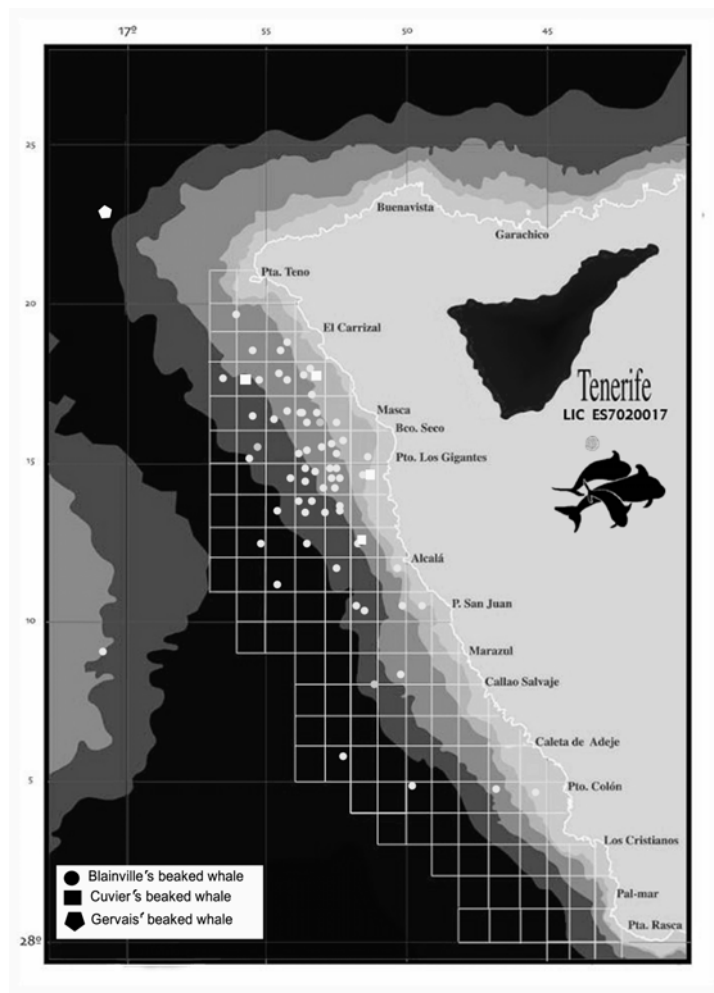 17º 55 50 45
25
Buenavista
Garachico
Pta. Teno
20
El Carrizal
Tenerife
LIC ES7020017
Masca
Bco. Seco
15
Pto. Los Gigantes
Alcalá
P. San Juan
10
Marazul
Callao Salvaje
Caleta de Adeje
5
Pto. Colón
Los Cristianos
Blainville's beaked whale
Cuvier's beaked whale
Pal-mar
Gervais' beaked whale
Pta. Rasca
28º